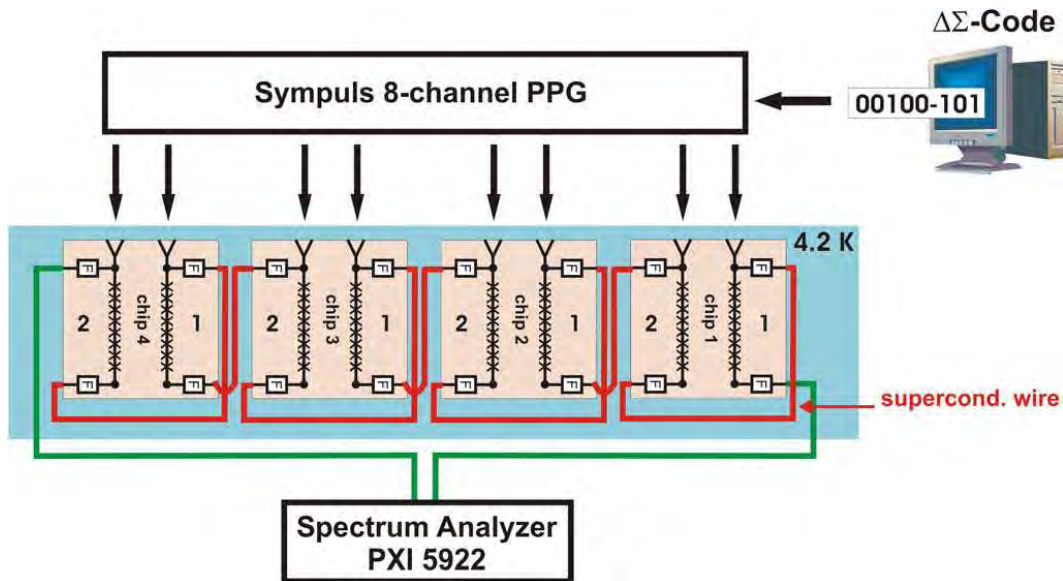 ΔΣ-Code
Sympuls 8-channel PPG
00100-101
4.2 K
F F F F F F F F
2 chip 4 1 2 chip 3 1 2 chip 2 1 2 chip 1 1
F F F F F F F F
supercond. wire
Spectrum Analyzer
PXI 5922